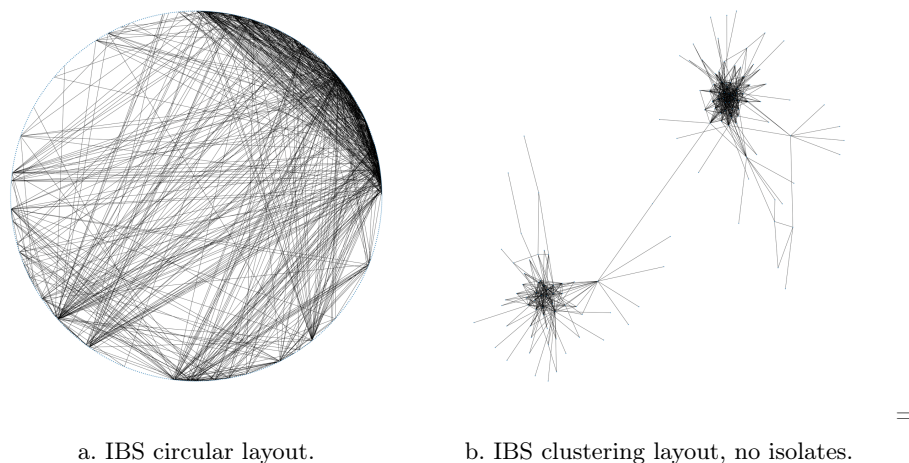 =
a. IBS circular layout.
b. IBS clustering layout, no isolates.